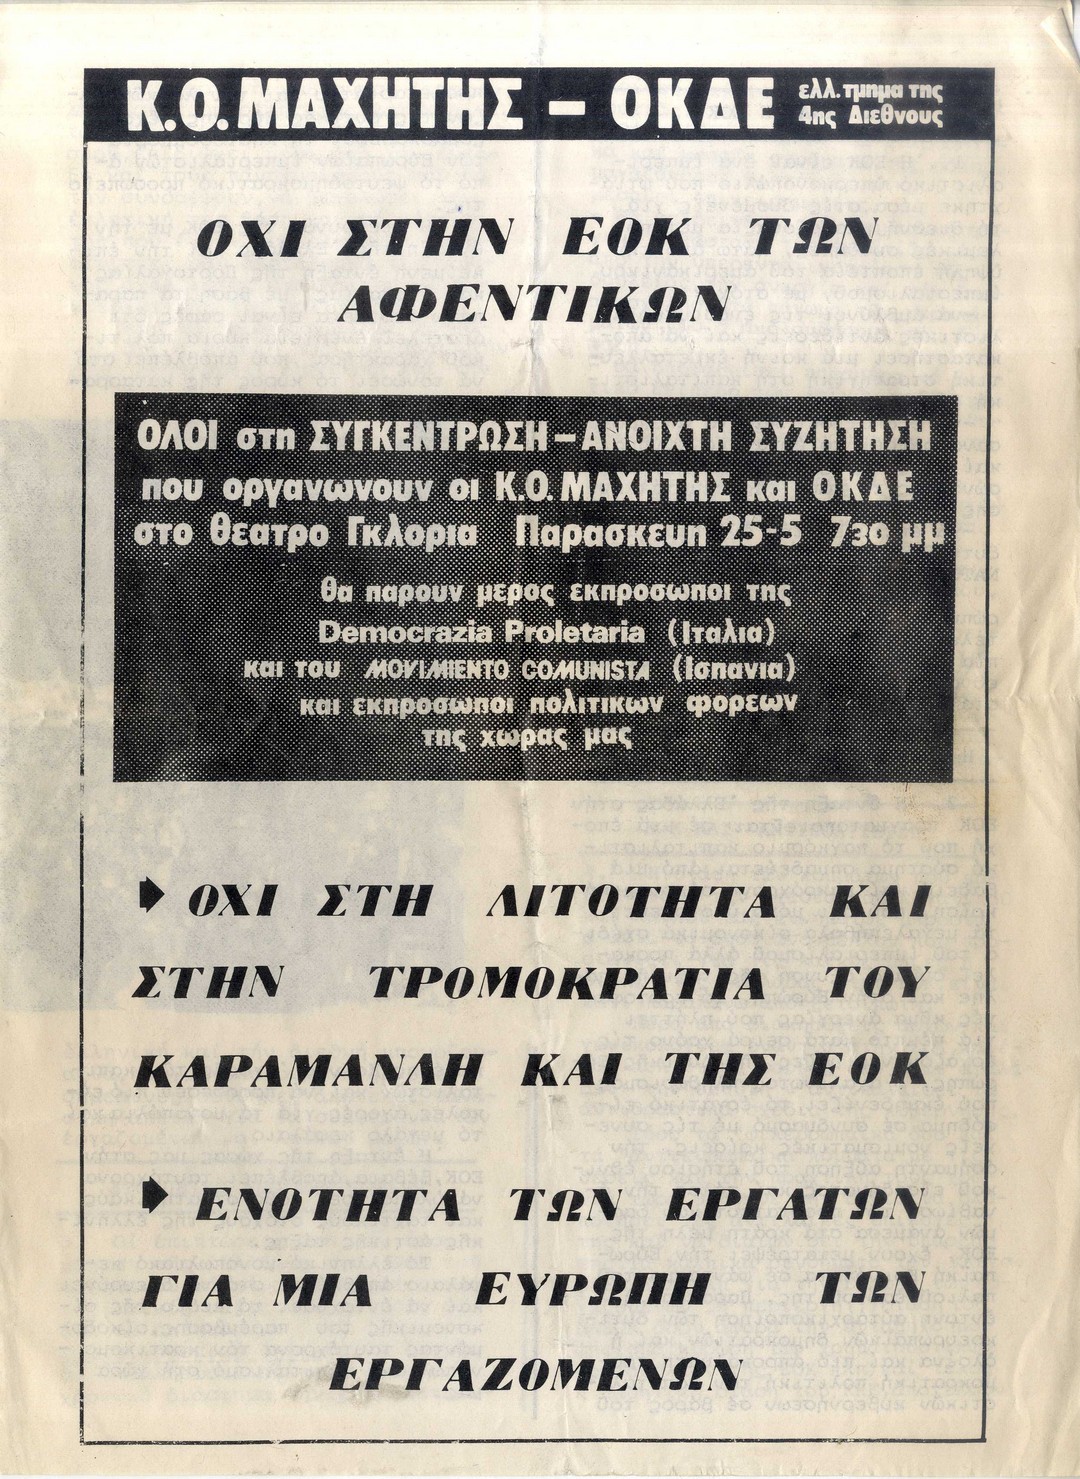 Κ.Ο. ΜΑΧΗΤΗΣ – ΟΚΔΕ ελλ. τμημα της
4ης Διεθνους
ΟΧΙ ΣΤΗΝ ΕΟΚ ΤΩΝ
ΑΦΕΝΤΙΚΩΝ
ΟΛΟΙ στη ΣΥΓΚΕΝΤΡΩΣΗ – ΑΝΟΙΧΤΗ ΣΥΖΗΤΗΣΗ
που οργανωνουν οι Κ.Ο. ΜΑΧΗΤΗΣ και ΟΚΔΕ
στο θεατρο Γκλορια Παρασκευη 25-5 730 μμ
θα παρουν μερος εκπροσωποι της
Democrazia Proletaria (Ιταλια)
και του MOVIMIENTO COMUNISTA (Ισπανια)
και εκπροσωποι πολιτικων φορεων
της χωρας μας
ΟΧΙ ΣΤΗ ΛΙΤΟΤΗΤΑ ΚΑΙ
ΣΤΗΝ ΤΡΟΜΟΚΡΑΤΙΑ ΤΟΥ
ΚΑΡΑΜΑΝΛΗ ΚΑΙ ΤΗΣ ΕΟΚ
ΕΝΟΤΗΤΑ ΤΩΝ ΕΡΓΑΤΩΝ
ΓΙΑ ΜΙΑ ΕΥΡΩΠΗ ΤΩΝ
ΕΡΓΑΖΟΜΕΝΩΝ